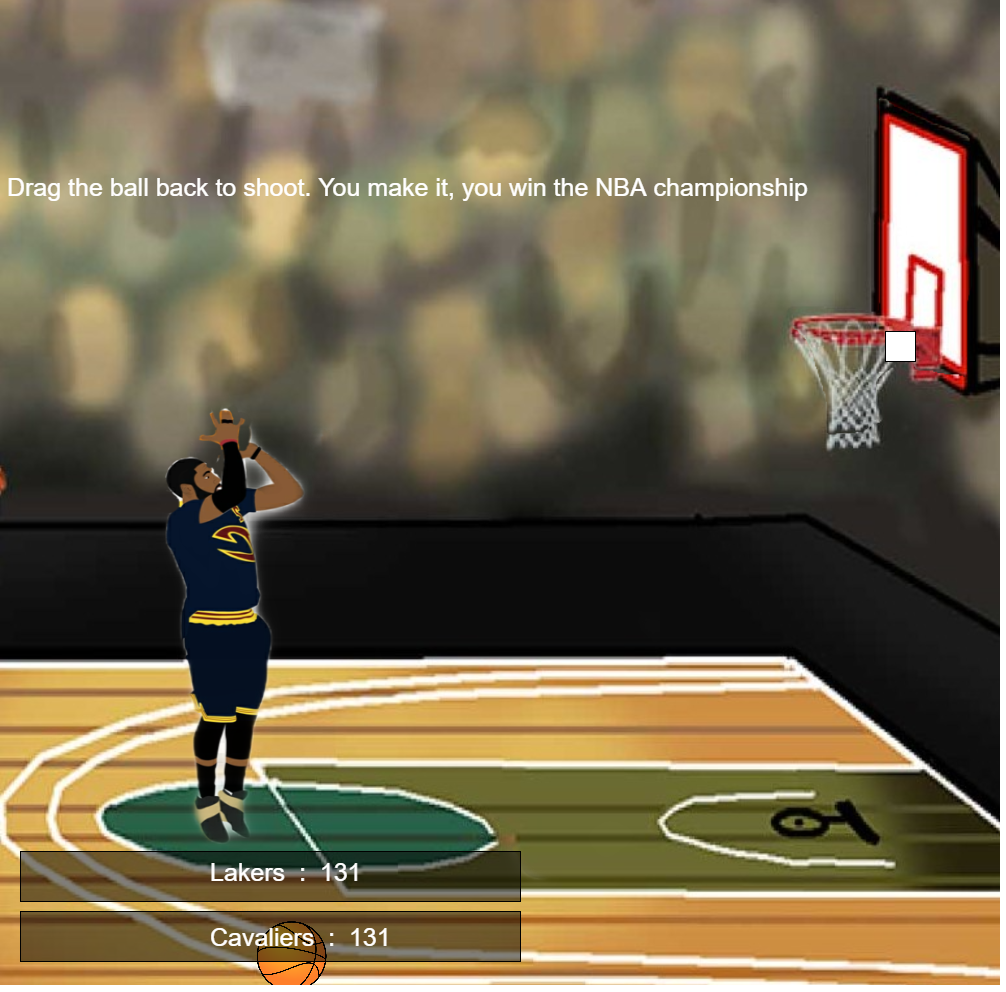 Drag the ball back to shoot. You make it, you win the NBA championship
Lakers : 131
Cavaliers : 131